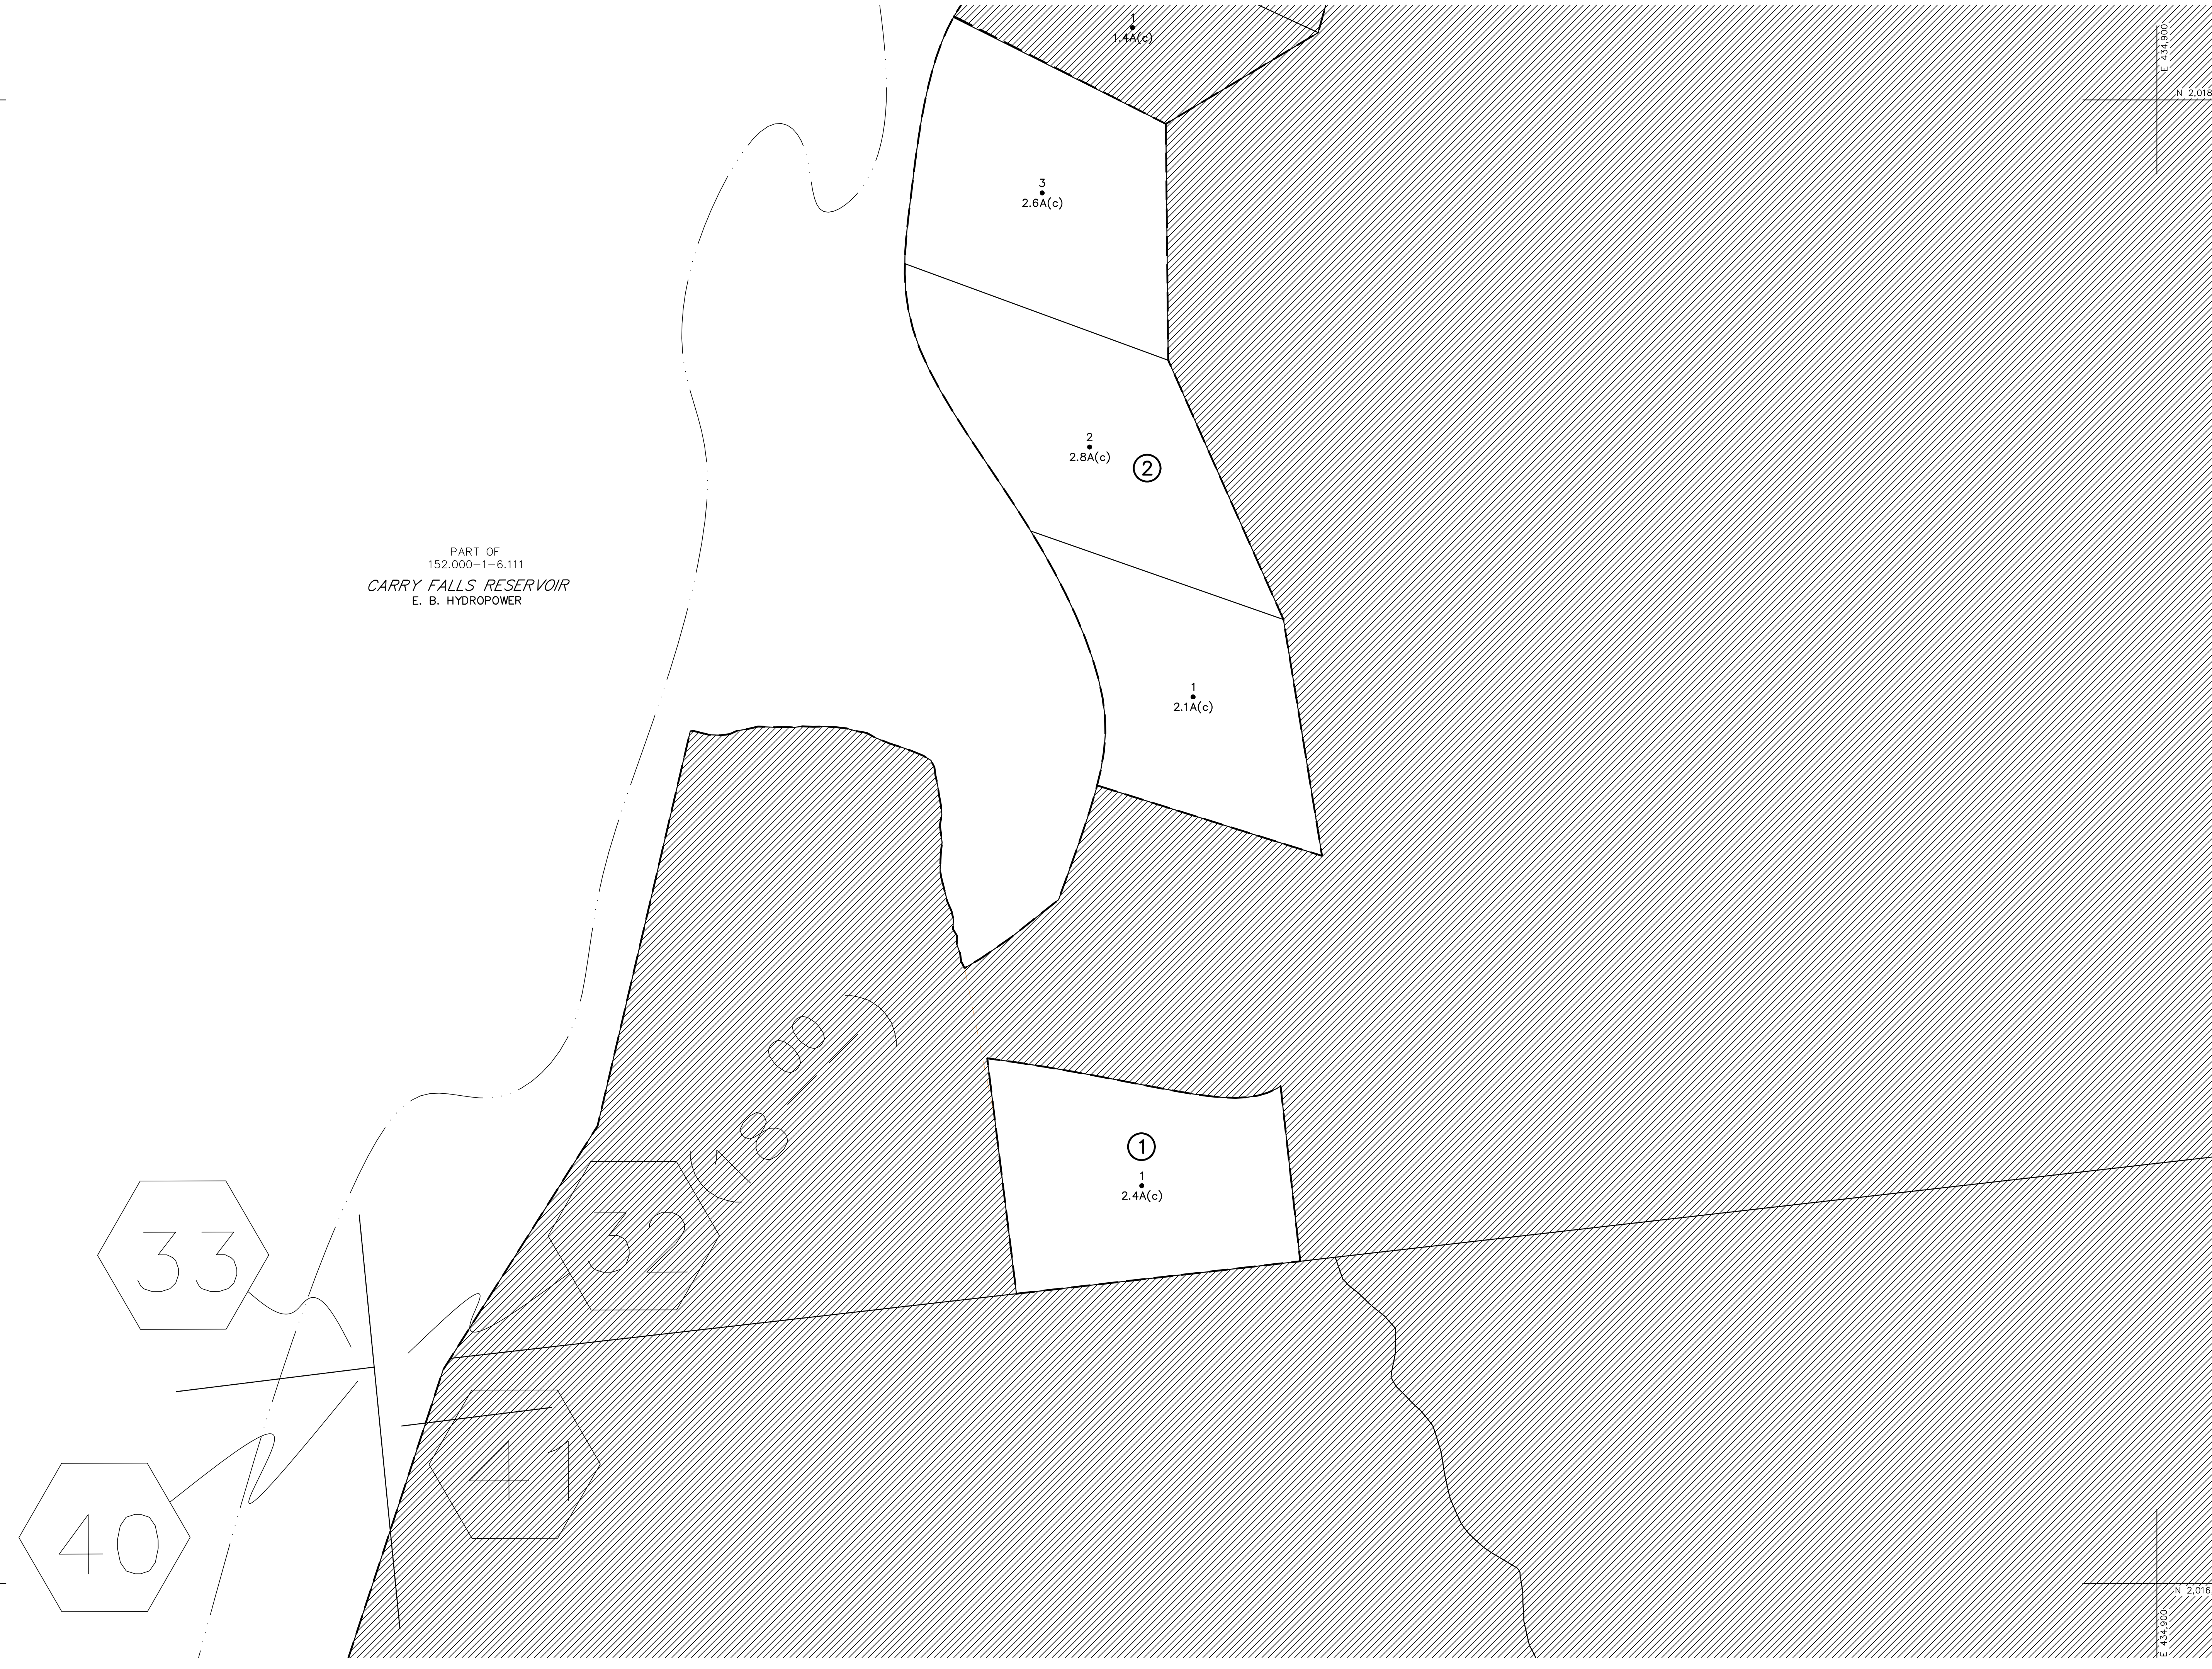 1
1.4A(c)
E 434,900
N 2,018
3
2.6A(c)
2
2.8A(c)
2
PART OF
152.000-1-6.111
CARRY FALLS RESERVOIR
E. B. HYDROPOWER
1
2.1A(c)
(18-00-)
1
1
2.4A(c)
33
32
41
40
N 2,016
E 434,900